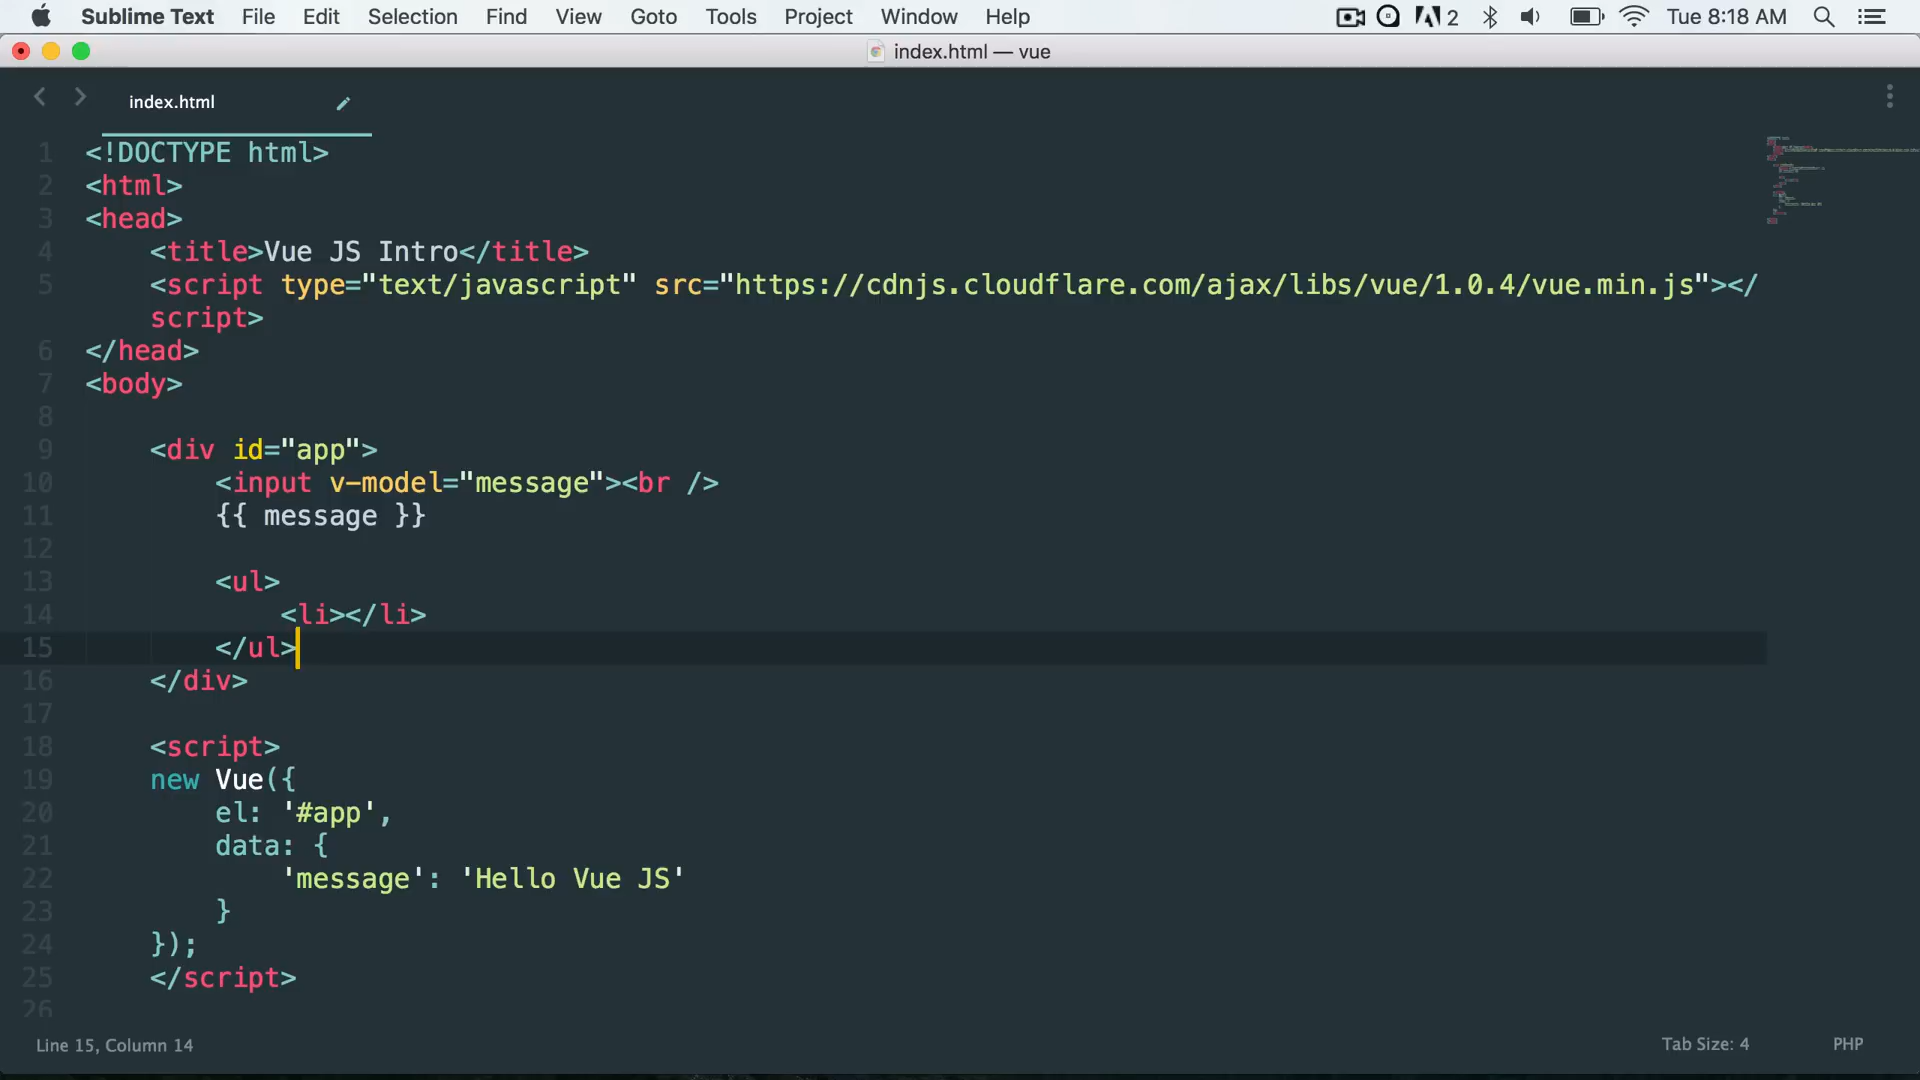 Sublime Text File Edit Selection Find View Goto Tools Project Window Help 2 Tue 8:18 AM
index.html — vue
index.html
1 <!DOCTYPE html>
2 <html>
3 <head>
4 <title>Vue JS Intro</title>
5 <script type="text/javascript" src="https://cdnjs.cloudflare.com/ajax/libs/vue/1.0.4/vue.min.js"></
script>
6 </head>
7 <body>
8
9 <div id="app">
10 <input v-model="message"><br />
11 {{ message }}
12
13 <ul>
14 <li></li>
15 </ul>
16 </div>
17
18 <script>
19 new Vue({
20 el: '#app',
21 data: {
22 'message': 'Hello Vue JS'
23 }
24 });
25 </script>
26
Line 15, Column 14 Tab Size: 4 PHP